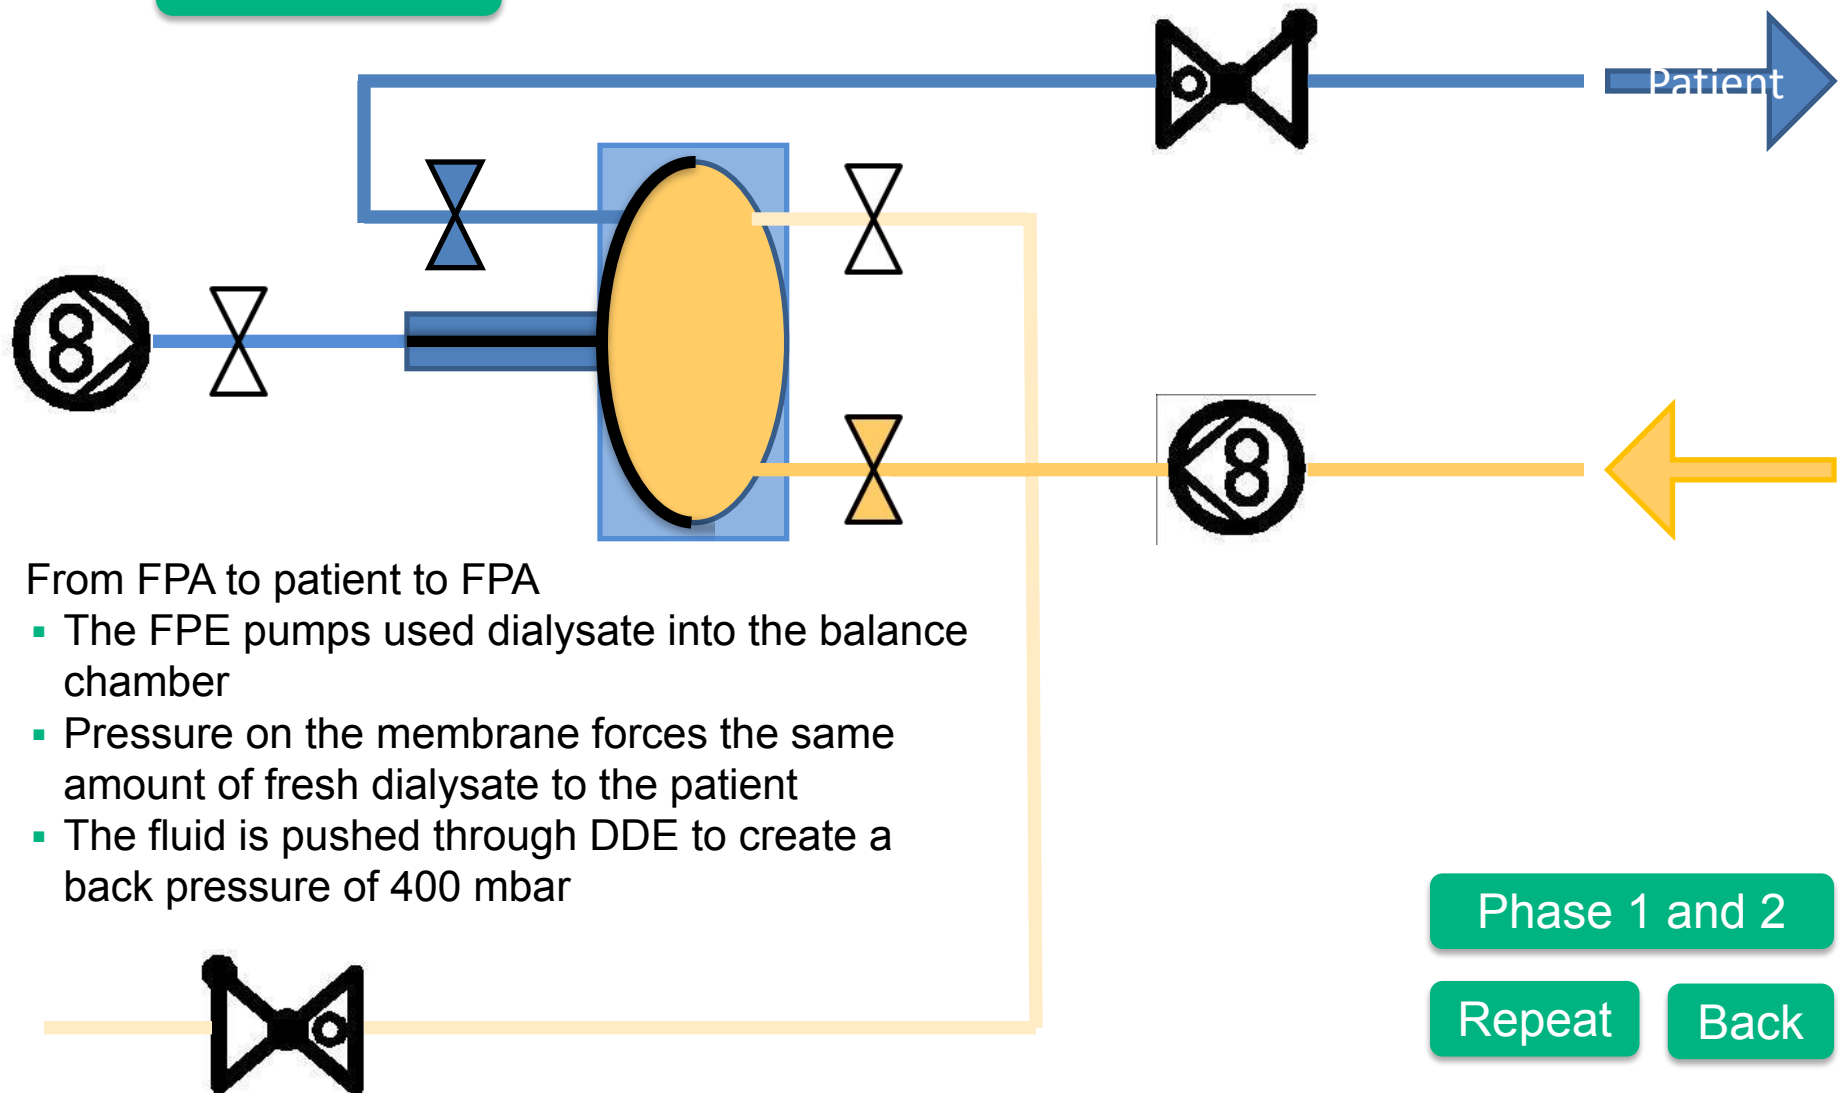 Patient
From FPA to patient to FPA
▪ The FPE pumps used dialysate into the balance
chamber
▪ Pressure on the membrane forces the same
amount of fresh dialysate to the patient
▪ The fluid is pushed through DDE to create a
back pressure of 400 mbar
Phase 1 and 2
Repeat
Back